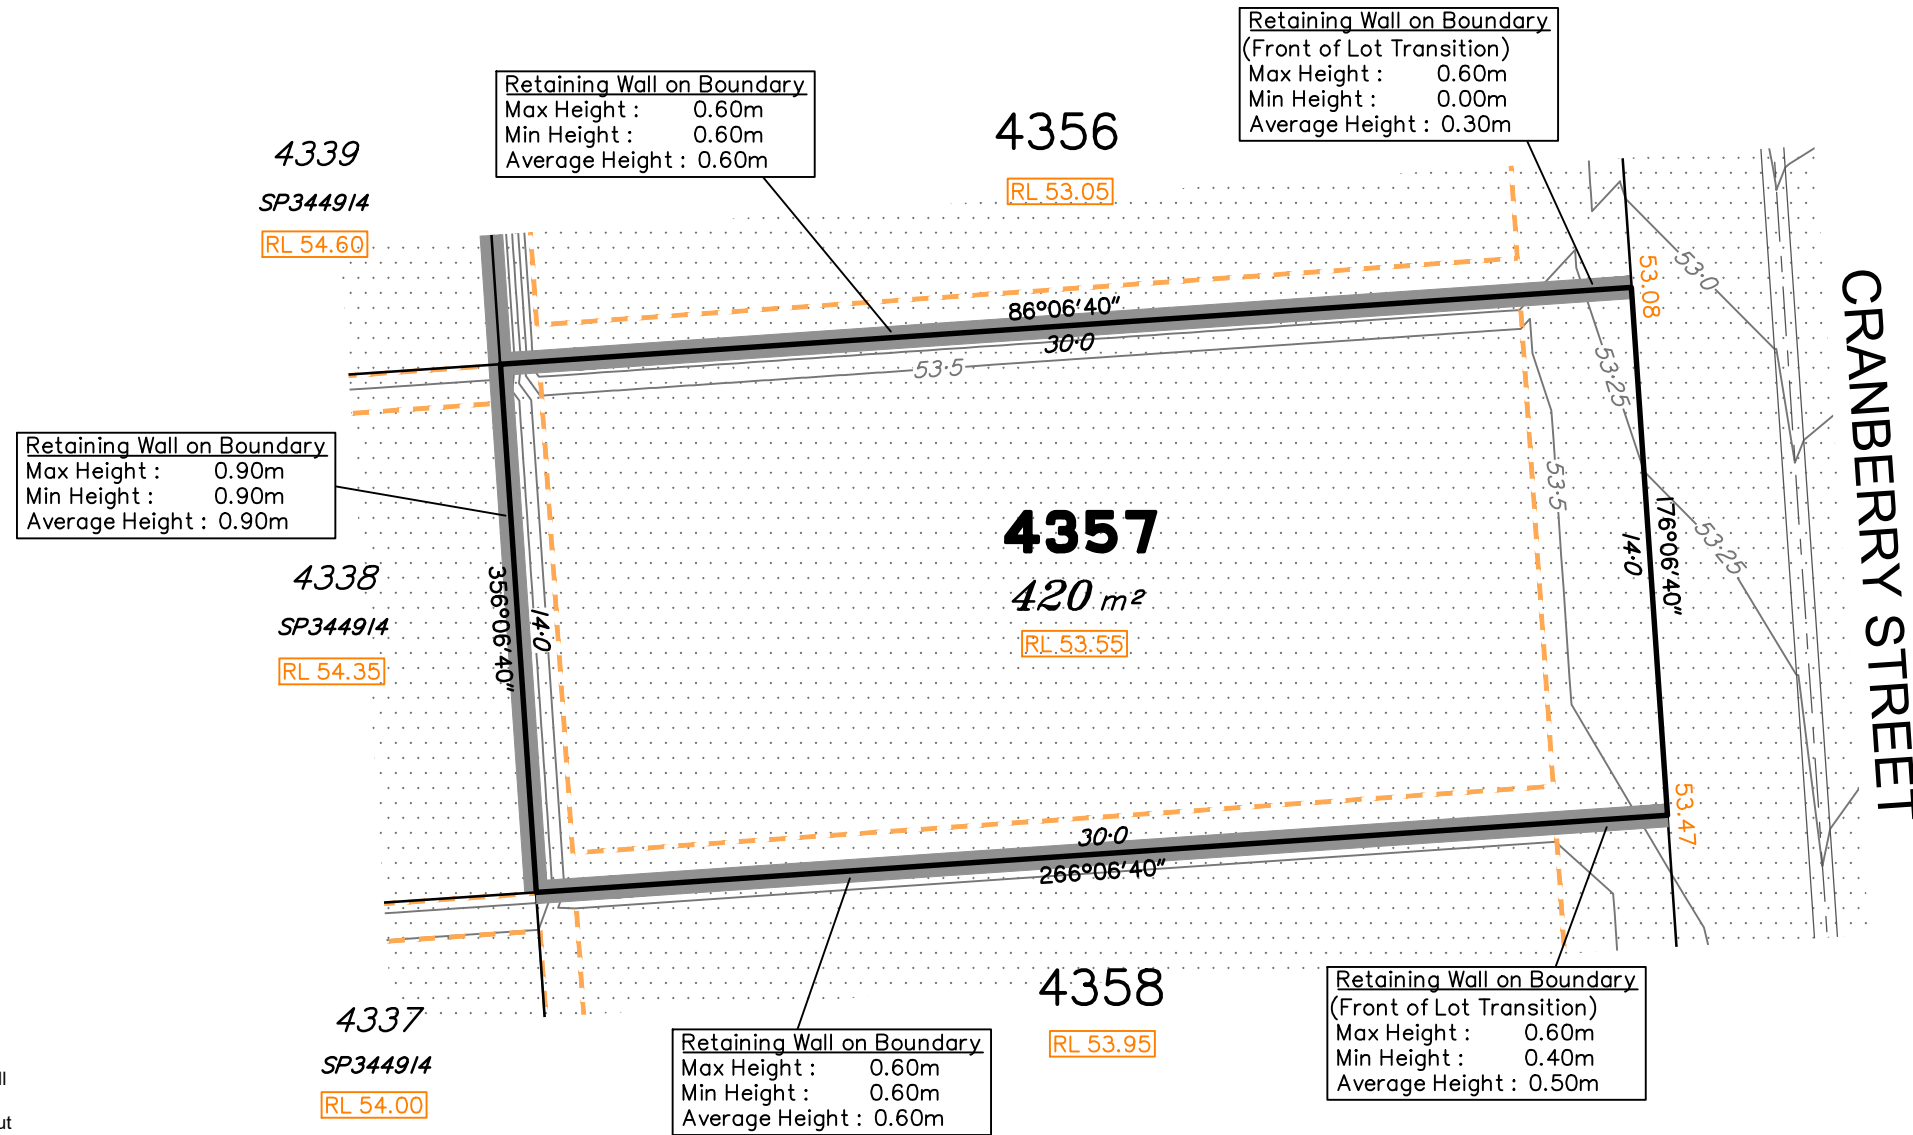 Retaining Wall on Boundary
(Front of Lot Transition)
Max Height : 0.60m
Min Height : 0.00m
Average Height : 0.30m
Retaining Wall on Boundary
Max Height : 0.60m
Min Height : 0.60m
Average Height : 0.60m
4356
RL 53.05
4339
SP344914
RL 54.60
53.08
53·0
CRANBERRY STREET
86°06'40"
30·0
53·5
53·25
Retaining Wall on Boundary
Max Height : 0.90m
Min Height : 0.90m
Average Height : 0.90m
53·5
4357
420 m²
RL 53.55
176°06'40"
14·0
53·25
4338
SP344914
RL 54.35
356°06'40"
14·0
53.47
30·0
266°06'40"
4358
RL 53.95
Retaining Wall on Boundary
(Front of Lot Transition)
Max Height : 0.60m
Min Height : 0.40m
Average Height : 0.50m
4337
SP344914
RL 54.00
Retaining Wall on Boundary
Max Height : 0.60m
Min Height : 0.60m
Average Height : 0.60m